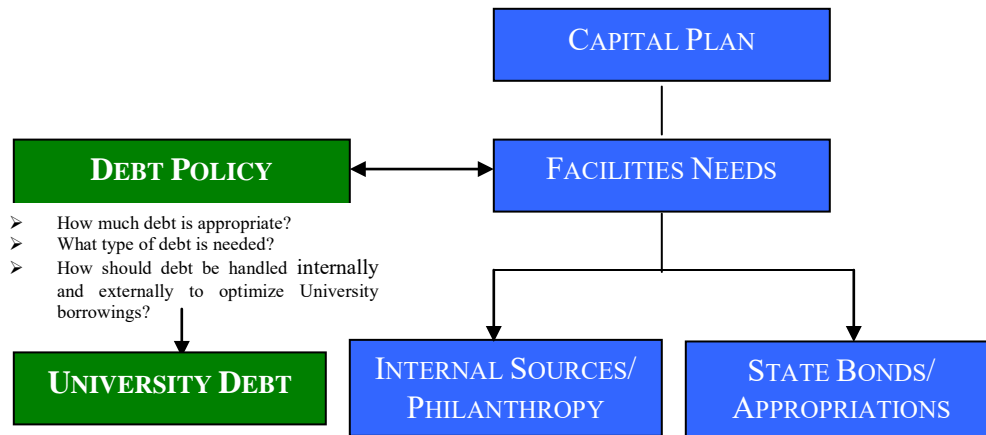 CAPITAL PLAN
DEBT POLICY
FACILITIES NEEDS
➢ How much debt is appropriate?
➢ What type of debt is needed?
➢ How should debt be handled internally
and externally to optimize University
borrowings?
UNIVERSITY DEBT
INTERNAL SOURCES/
PHILANTHROPY
STATE BONDS/
APPROPRIATIONS